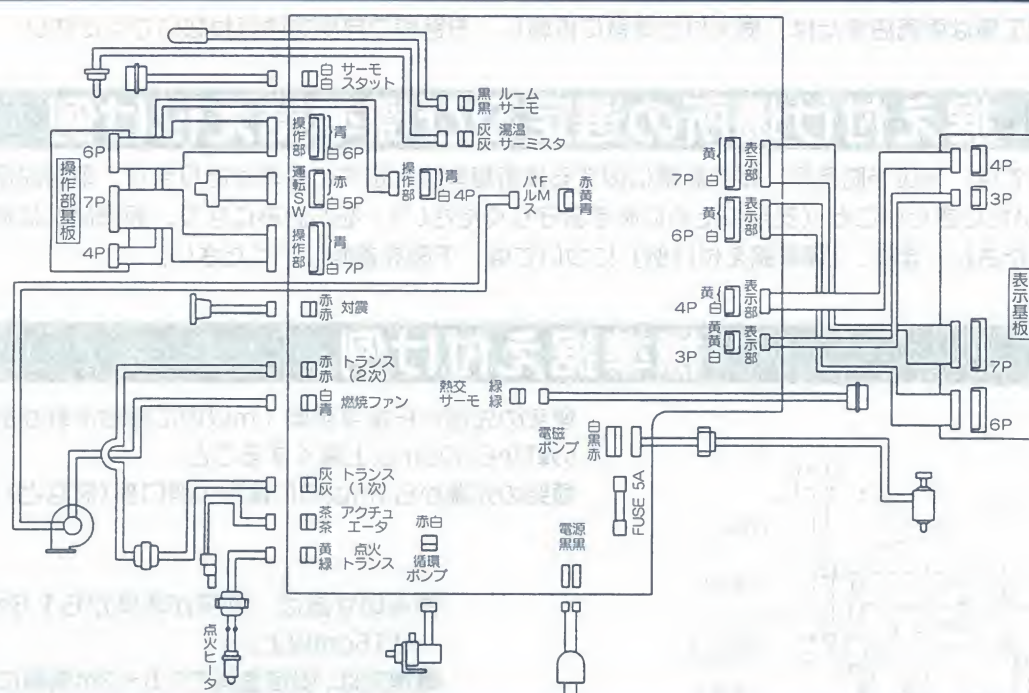 白 サーモ
白 スタット
黒 ルーム
黒 サーモ
灰 湯温
灰 サーミスタ
操作部基板
6P
7P
4P
操作部
青
白 6P
運転SW
赤
白 5P
操作部
青
白 7P
操作部
青
白 4P
パルス
FM
赤黄青
黄
7P
白
表示部
黄
6P
白
表示部
黄
4P
白
表示部
黄
黄
3P 白
表示部
4P
3P
表示基板
7P
6P
赤 対震
赤
赤 トランス
赤 (2次)
白 燃焼ファン
青
灰 トランス
灰 (1次)
茶 アクチュ
茶 エータ
黄 点火
緑 トランス
赤白
循環
ポンプ
熱交 緑
サーモ 緑
電磁 白
ポンプ 黒
赤
FUSE 5A
電源
黒黒
点火ヒータ